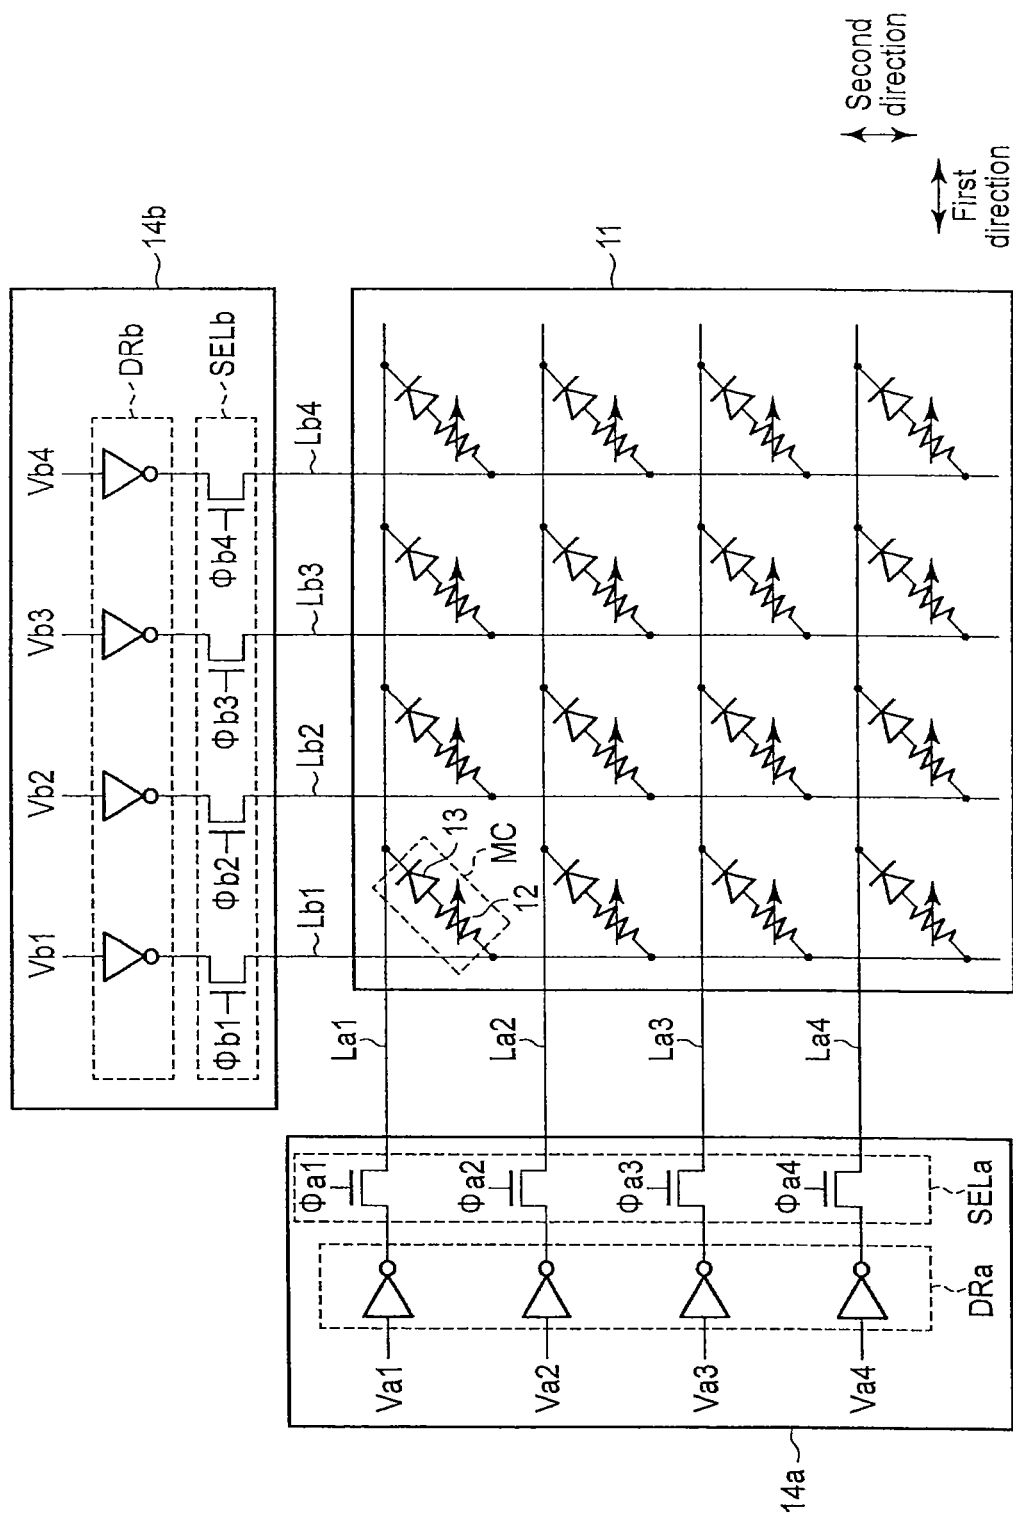 Vb1
Vb2
Vb3
Vb4
14b
DRb
SELb
Φb1
Φb2
Φb3
Φb4
Lb1
Lb2
Lb3
Lb4
11
13
MC
12
La1
La2
La3
La4
Φa1
Φa2
Φa3
Φa4
SELa
DRa
Va1
Va2
Va3
Va4
14a
Second
direction
First
direction